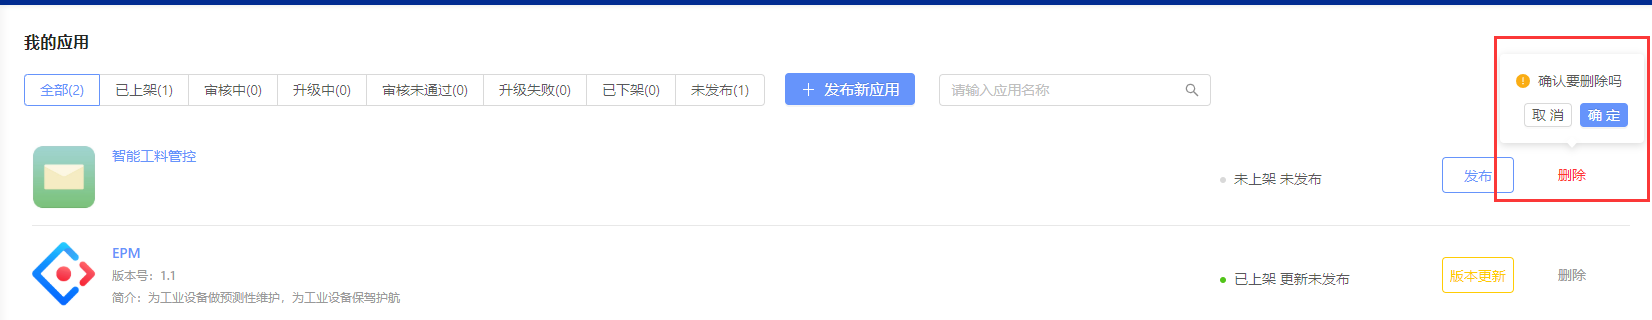 我的应用
全部(2) 已上架(1) 审核中(0) 升级中(0) 审核未通过(0) 升级失败(0) 已下架(0) 未发布(1) 发布新应用 请输入应用名称
确认要删除吗
取 消 确 定
智能工料管控
未上架 未发布 发布 删除
EPM
版本号：1.1
简介：为工业设备做预测性维护，为工业设备保驾护航
已上架 更新未发布 版本更新 删除